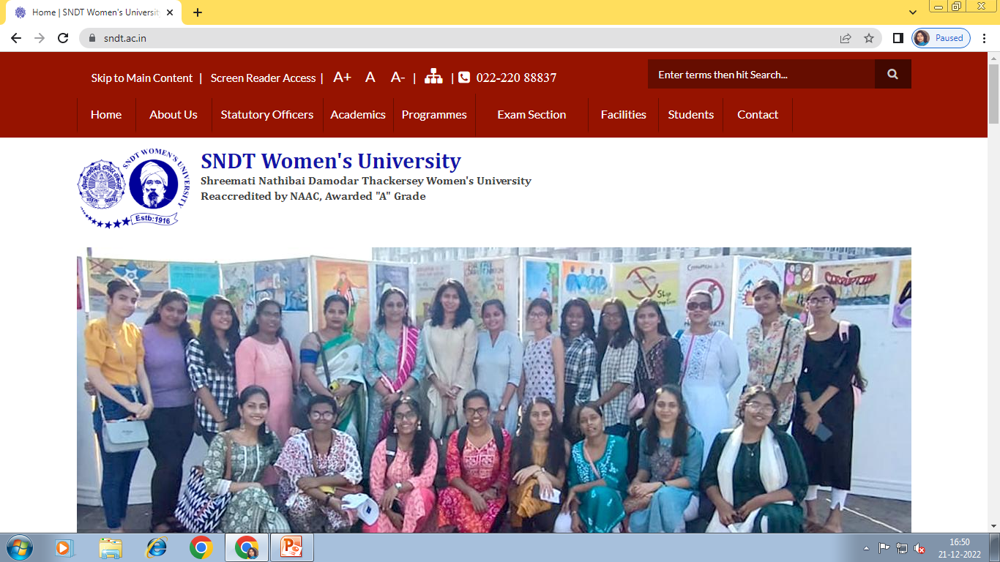 Home | SNDT Women's Universit
sndt.ac.in
Paused
Skip to Main Content | Screen Reader Access | A+ A A- | | 022-220 88837
Enter terms then hit Search...
Home About Us Statutory Officers Academics Programmes Exam Section Facilities Students Contact
SNDT WOMEN'S UNIVERSITY
Estb:1916
SNDT Women's University
Shreemati Nathibai Damodar Thackersey Women's University
Reaccredited by NAAC, Awarded "A" Grade
Stop
CORRUPTION
16:50
21-12-2022